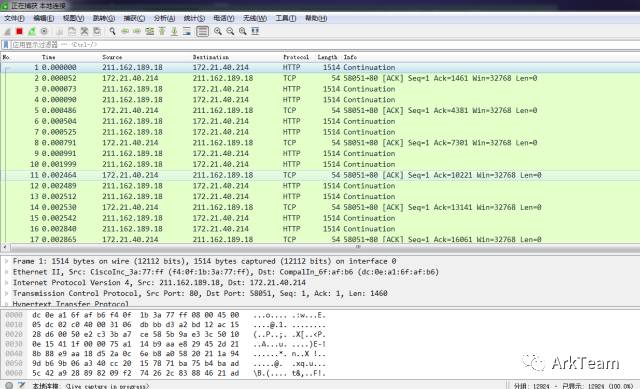 正在捕获 本地连接
文件(F) 编辑(E) 视图(V) 跳转(G) 捕获(C) 分析(A) 统计(S) 电话(Y) 无线(W) 工具(T) 帮助(H)
应用显示过滤器 … <Ctrl-/>
No. Time Source Destination Protocol Length Info
1 0.000000 211.162.189.18 172.21.40.214 HTTP 1514 Continuation
2 0.000052 172.21.40.214 211.162.189.18 TCP 54 58051→80 [ACK] Seq=1 Ack=1461 Win=32768 Len=0
3 0.000073 211.162.189.18 172.21.40.214 HTTP 1514 Continuation
4 0.000090 211.162.189.18 172.21.40.214 HTTP 1514 Continuation
5 0.000486 172.21.40.214 211.162.189.18 TCP 54 58051→80 [ACK] Seq=1 Ack=4381 Win=32768 Len=0
6 0.000504 211.162.189.18 172.21.40.214 HTTP 1514 Continuation
7 0.000525 211.162.189.18 172.21.40.214 HTTP 1514 Continuation
8 0.000791 172.21.40.214 211.162.189.18 TCP 54 58051→80 [ACK] Seq=1 Ack=7301 Win=32768 Len=0
9 0.000991 211.162.189.18 172.21.40.214 HTTP 1514 Continuation
10 0.001999 211.162.189.18 172.21.40.214 HTTP 1514 Continuation
11 0.002464 172.21.40.214 211.162.189.18 TCP 54 58051→80 [ACK] Seq=1 Ack=10221 Win=32768 Len=0
12 0.002489 211.162.189.18 172.21.40.214 HTTP 1514 Continuation
13 0.002512 211.162.189.18 172.21.40.214 HTTP 1514 Continuation
14 0.002530 172.21.40.214 211.162.189.18 TCP 54 58051→80 [ACK] Seq=1 Ack=13141 Win=32768 Len=0
15 0.002542 211.162.189.18 172.21.40.214 HTTP 1514 Continuation
16 0.002840 211.162.189.18 172.21.40.214 HTTP 1514 Continuation
17 0.002865 172.21.40.214 211.162.189.18 TCP 54 58051→80 [ACK] Seq=1 Ack=16061 Win=32768 Len=0
Frame 1: 1514 bytes on wire (12112 bits), 1514 bytes captured (12112 bits) on interface 0
Ethernet II, Src: CiscoInc_3a:77:ff (f4:0f:1b:3a:77:ff), Dst: CompalIn_6f:af:b6 (dc:0e:a1:6f:af:b6)
Internet Protocol Version 4, Src: 211.162.189.18, Dst: 172.21.40.214
Transmission Control Protocol, Src Port: 80, Dst Port: 58051, Seq: 1, Ack: 1, Len: 1460
Hypertext Transfer Protocol
0000 dc 0e a1 6f af b6 f4 0f 1b 3a 77 ff 08 00 45 00 ...o.... .:w...E.
0010 05 dc 02 c0 40 00 31 06 db bb d3 a2 bd 12 ac 15 ....@.1. ........
0020 28 d6 00 50 e2 c3 3b a7 ce 58 5b 9a e3 3c 50 10 (..P..;. .X[..<P.
0030 0e 15 41 1f 00 00 75 a1 14 b9 aa e8 29 45 2d 21 ..A...u. ....)E-!
0040 8b 88 e9 aa 18 d5 2a 0c 6e b8 a0 58 20 21 1a 94 ......*. n..X !..
0050 9d b6 9b 06 a3 40 cc 20 15 78 71 ba 75 b4 ba ad .....@. .xq.u...
0060 5c 42 a9 28 89 82 09 f2 74 26 2c 83 88 46 21 ad \B.(.... t&,..F!.
本地连接: <live capture in progress>
分组: 12924 · 已显示: 12924 (100.0%)
ArkTeam